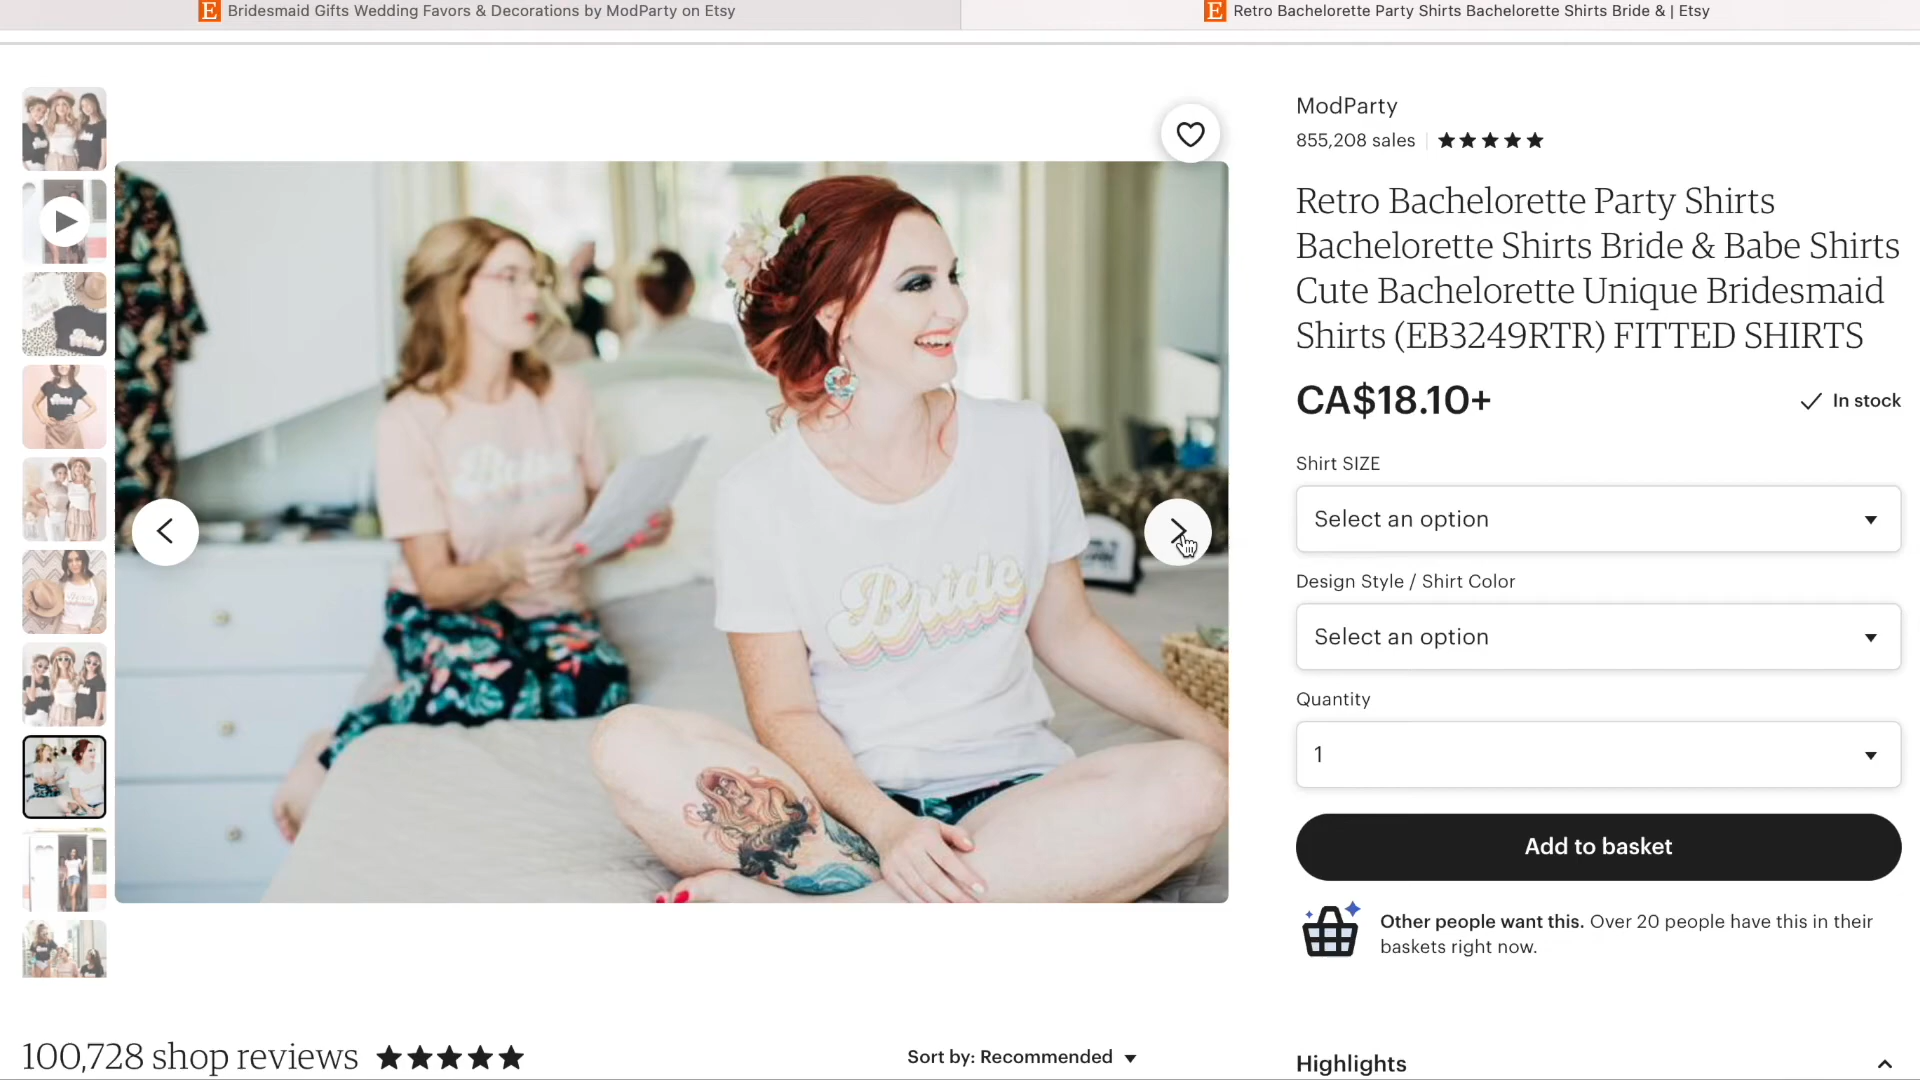 Bridesmaid Gifts Wedding Favors & Decorations by ModParty on Etsy
Retro Bachelorette Party Shirts Bachelorette Shirts Bride & | Etsy
ModParty
855,208 sales
Retro Bachelorette Party Shirts
Bachelorette Shirts Bride & Babe Shirts
Cute Bachelorette Unique Bridesmaid
Shirts (EB3249RTR) FITTED SHIRTS
CA$18.10+
In stock
Shirt SIZE
Select an option
Design Style / Shirt Color
Select an option
Quantity
1
Add to basket
Other people want this. Over 20 people have this in their
baskets right now.
Babe
Bride
100,728 shop reviews
Sort by: Recommended
Highlights